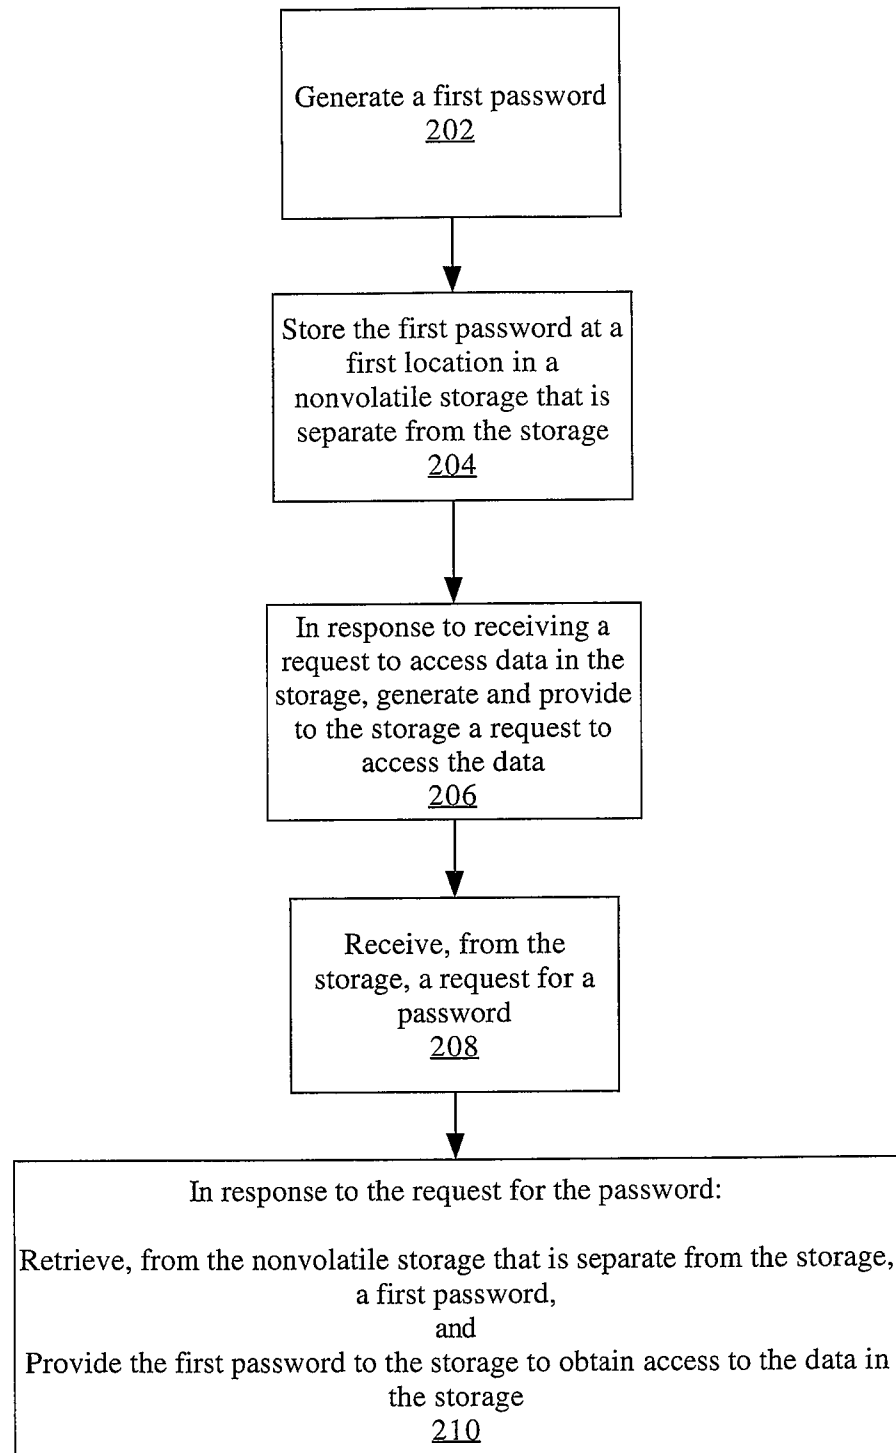 Generate a first password
202
Store the first password at a
first location in a
nonvolatile storage that is
separate from the storage
204
In response to receiving a
request to access data in the
storage, generate and provide
to the storage a request to
access the data
206
Receive, from the
storage, a request for a
password
208
In response to the request for the password:
Retrieve, from the nonvolatile storage that is separate from the storage,
a first password,
and
Provide the first password to the storage to obtain access to the data in
the storage
210